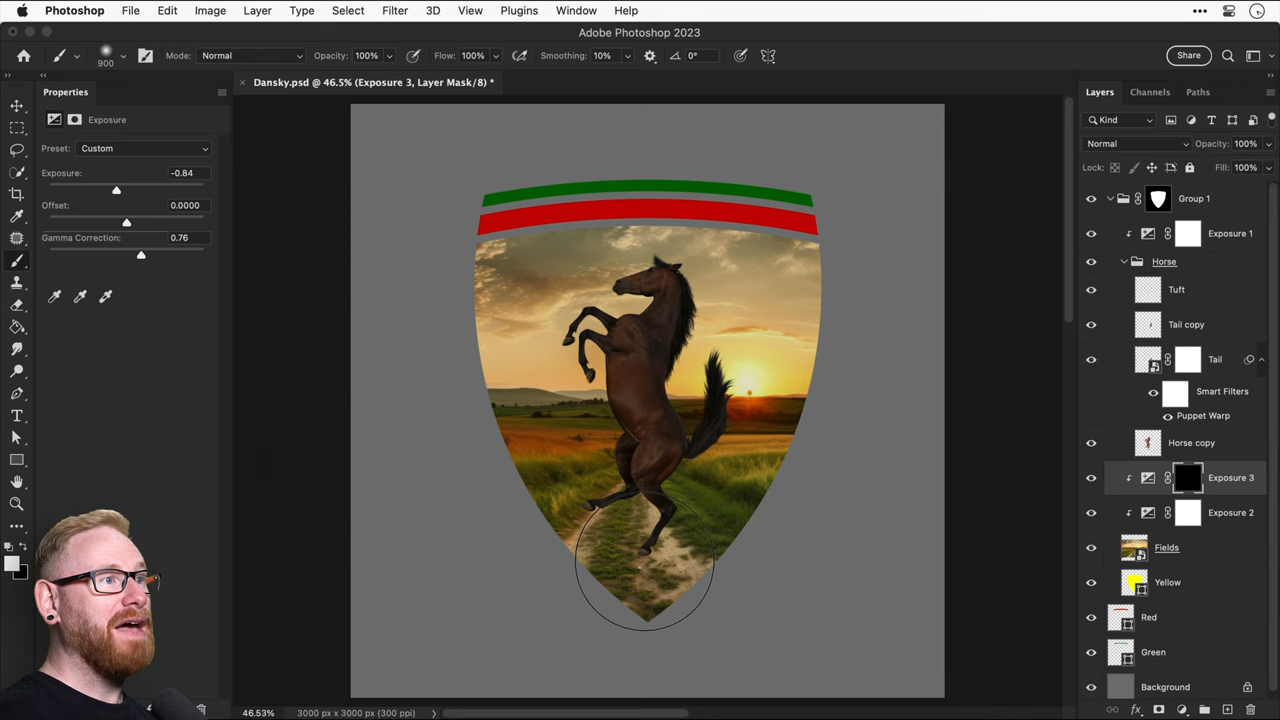 Photoshop File Edit Image Layer Type Select Filter 3D View Plugins Window Help
Adobe Photoshop 2023
900 Mode: Normal Opacity: 100% Flow: 100% Smoothing: 10% 0° Share
Dansky.psd @ 46.5% (Exposure 3, Layer Mask/8) *
Properties
Exposure
Preset: Custom
Exposure: -0.84
Offset: 0.0000
Gamma Correction: 0.76
Layers Channels Paths
Kind
Normal Opacity: 100%
Lock: Fill: 100%
Group 1
Exposure 1
Horse
Tuft
Tail copy
Tail
Smart Filters
Puppet Warp
Horse copy
Exposure 3
Exposure 2
Fields
Yellow
Red
Green
Background
46.53% 3000 px x 3000 px (300 ppi)